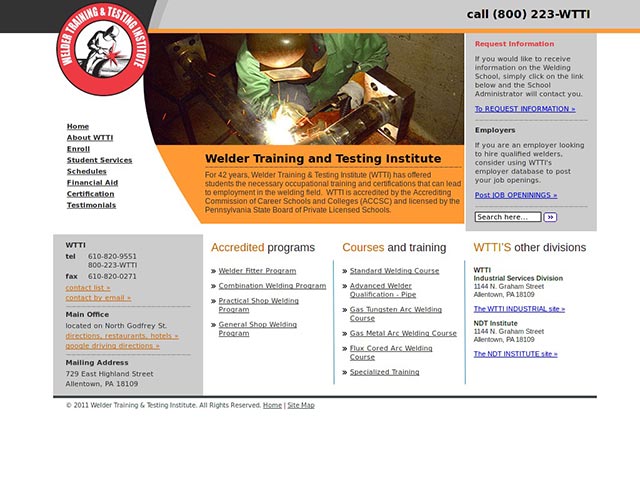 call (800) 223-WTTI
WELDER TRAINING & TESTING INSTITUTE
Home
About WTTI
Enroll
Student Services
Schedules
Financial Aid
Certification
Testimonials
Welder Training and Testing Institute
For 42 years, Welder Training & Testing Institute (WTTI) has offered
students the necessary occupational training and certifications that can lead
to employment in the welding field.  WTTI is accredited by the Accrediting
Commission of Career Schools and Colleges (ACCSC) and licensed by the
Pennsylvania State Board of Private Licensed Schools.
Request Information
If you would like to receive
information on the Welding
School, simply click on the link
below and the School
Administrator will contact you.
To REQUEST INFORMATION »
Employers
If you are an employer looking
to hire qualified welders,
consider using WTTI's
employer database to post
your job openings.
Post JOB OPENININGS »
Search here... »
WTTI
tel 610-820-9551
800-223-WTTI
fax 610-820-0271
contact list »
contact by email »
Main Office
located on North Godfrey St.
directions, restaurants, hotels »
google driving directions »
Mailing Address
729 East Highland Street
Allentown, PA 18109
Accredited programs
» Welder Fitter Program
» Combination Welding Program
» Practical Shop Welding
Program
» General Shop Welding
Program
Courses and training
» Standard Welding Course
» Advanced Welder
Qualification - Pipe
» Gas Tungsten Arc Welding
Course
» Gas Metal Arc Welding Course
» Flux Cored Arc Welding
Course
» Specialized Training
WTTI'S other divisions
WTTI
Industrial Services Division
1144 N. Graham Street
Allentown, PA 18109
The WTTI INDUSTRIAL site »
NDT Institute
1144 N. Graham Street
Allentown, PA 18109
The NDT INSTITUTE site »
© 2011 Welder Training & Testing Institute. All Rights Reserved. Home | Site Map